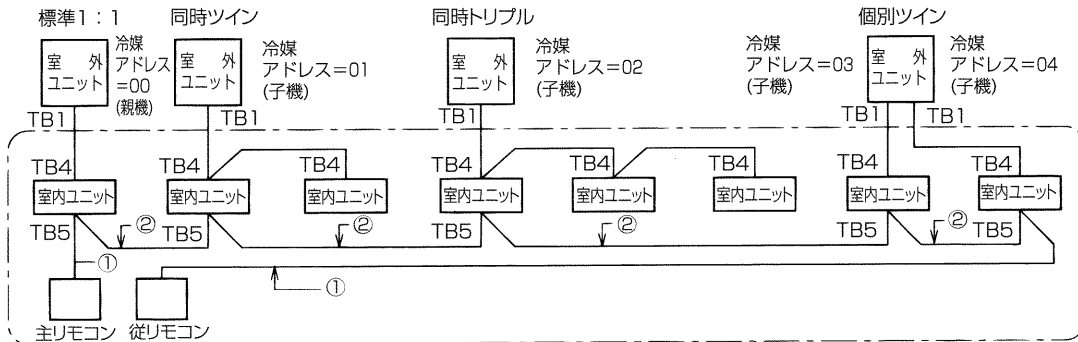 標準1：1
同時ツイン
同時トリプル
個別ツイン
室　外
ユニット
冷媒
アドレス
=00
(親機)
室　外
ユニット
冷媒
アドレス=01
(子機)
室　外
ユニット
冷媒
アドレス=02
(子機)
冷媒
アドレス=03
(子機)
室　外
ユニット
冷媒
アドレス=04
(子機)
TB1
TB1
TB1
TB1
TB1
TB4
TB4
TB4
TB4
TB4
TB4
TB4
TB4
室内ユニット
室内ユニット
室内ユニット
室内ユニット
室内ユニット
室内ユニット
室内ユニット
室内ユニット
TB5
②
TB5
②
TB5
②
TB5
②
TB5
①
①
主リモコン
従リモコン